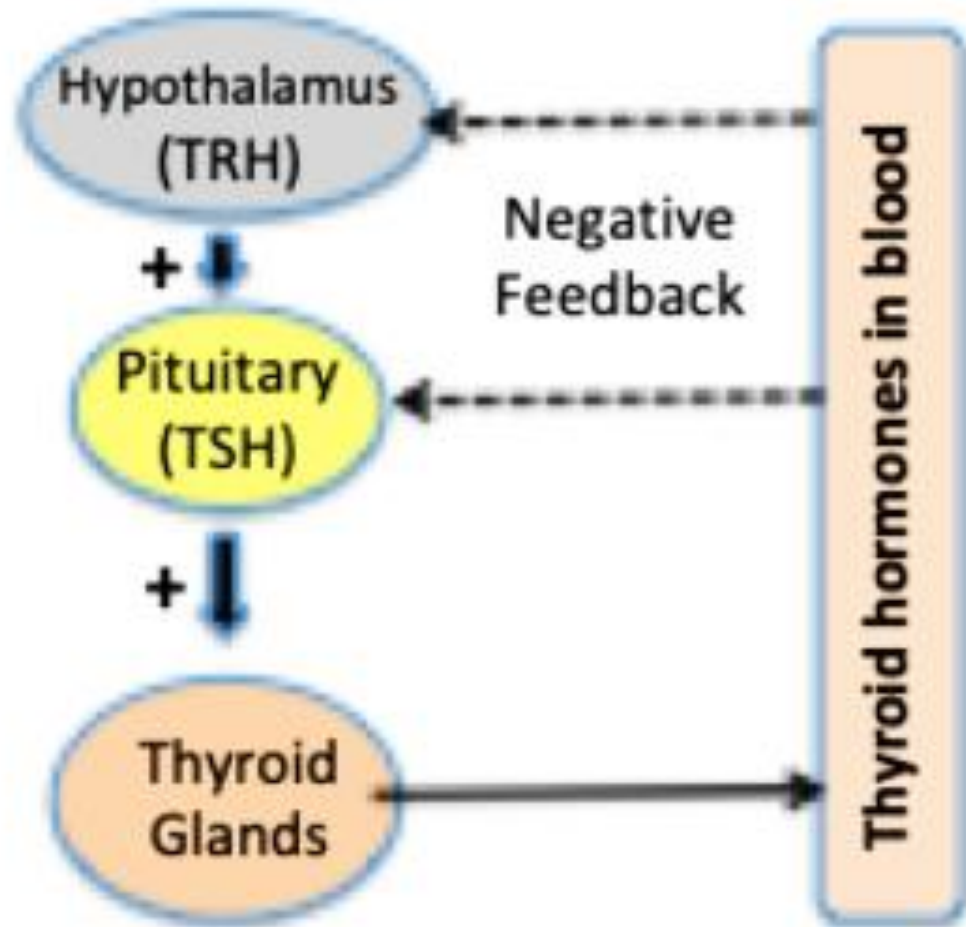 Hypothalamus
(TRH)
+
Negative
Feedback
Pituitary
(TSH)
+
Thyroid
Glands
Thyroid hormones in blood